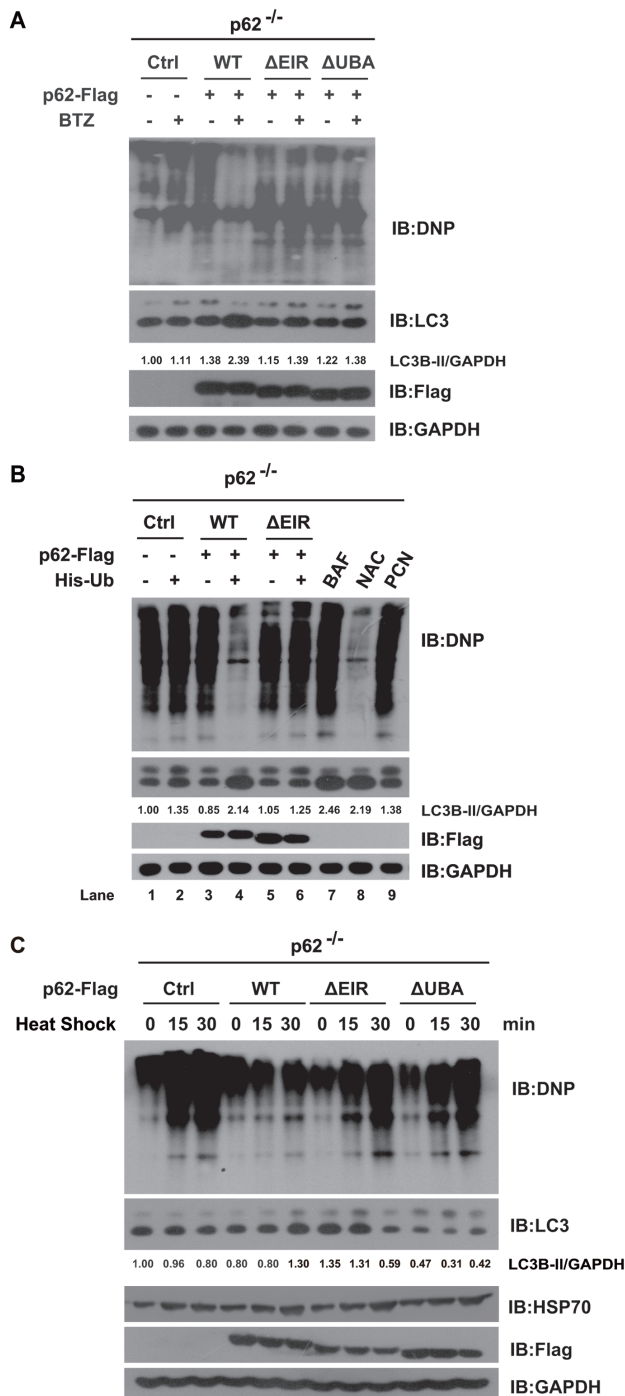 A
p62 -/-
Ctrl WT ΔEIR ΔUBA
p62-Flag - - + + + + + +
BTZ - + - + - + - +
IB:DNP
IB:LC3
1.00 1.11 1.38 2.39 1.15 1.39 1.22 1.38 LC3B-II/GAPDH
IB:Flag
IB:GAPDH
B
p62 -/-
Ctrl WT ΔEIR
p62-Flag - - + + + + BAF NAC PCN
His-Ub - + - + - +
IB:DNP
1.00 1.35 0.85 2.14 1.05 1.25 2.46 2.19 1.38 LC3B-II/GAPDH
IB:Flag
IB:GAPDH
Lane 1 2 3 4 5 6 7 8 9
C
p62 -/-
p62-Flag Ctrl WT ΔEIR ΔUBA
Heat Shock 0 15 30 0 15 30 0 15 30 0 15 30 min
IB:DNP
IB:LC3
1.00 0.96 0.80 0.80 0.80 1.30 1.35 1.31 0.59 0.47 0.31 0.42 LC3B-II/GAPDH
IB:HSP70
IB:Flag
IB:GAPDH